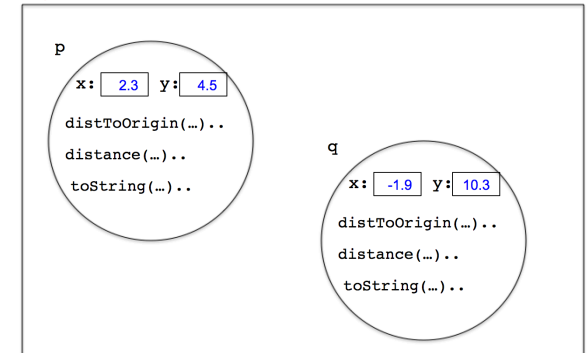 p
x: 2.3 y: 4.5
distToOrigin(…)..
distance(…)..
toString(…)..
q
x: -1.9 y: 10.3
distToOrigin(…)..
distance(…)..
toString(…)..